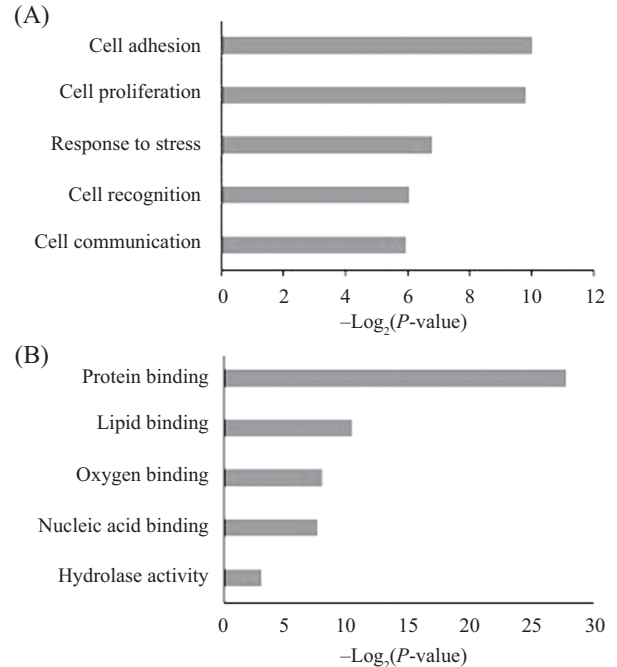 (A)
Cell adhesion
Cell proliferation
Response to stress
Cell recognition
Cell communication
0 2 4 6 8 10 12
–Log2(P-value)
(B)
Protein binding
Lipid binding
Oxygen binding
Nucleic acid binding
Hydrolase activity
0 5 10 15 20 25 30
–Log2(P-value)